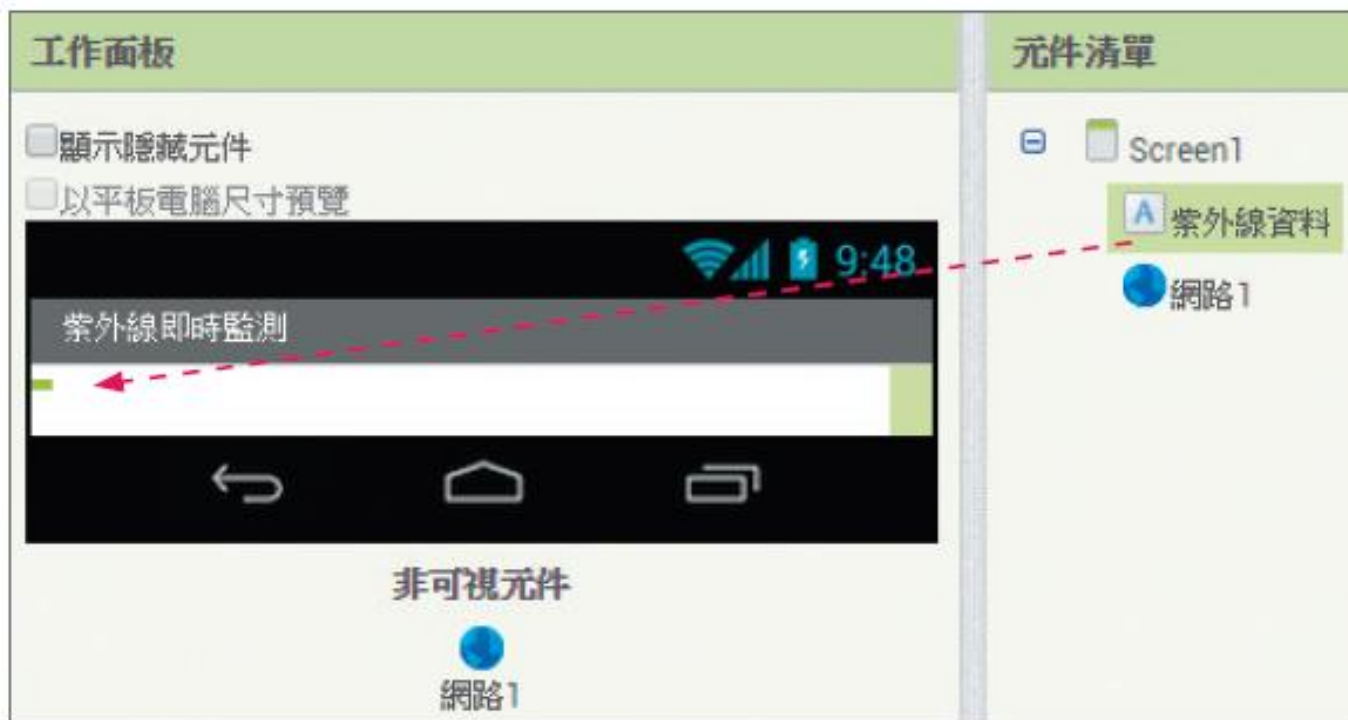 工作面板
顯示隱藏元件
以平板電腦尺寸預覽
9:48
紫外線即時監測
非可視元件
網路1
元件清單
Screen1
A 紫外線資料
網路1